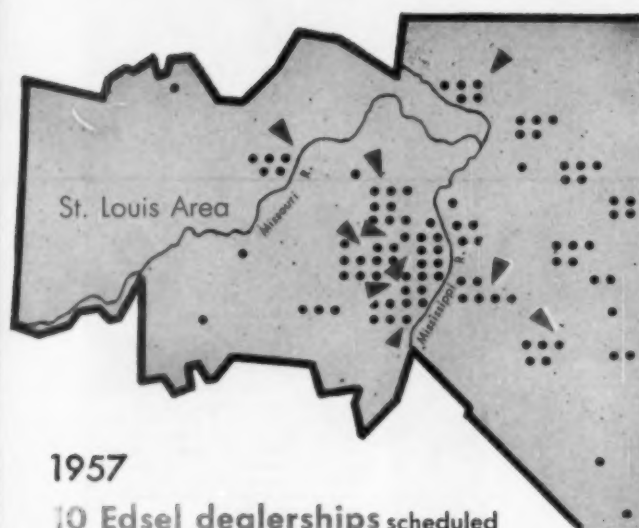 St. Louis Area
Missouri R.
Mississippi R.
1957
10 Edsel dealerships scheduled